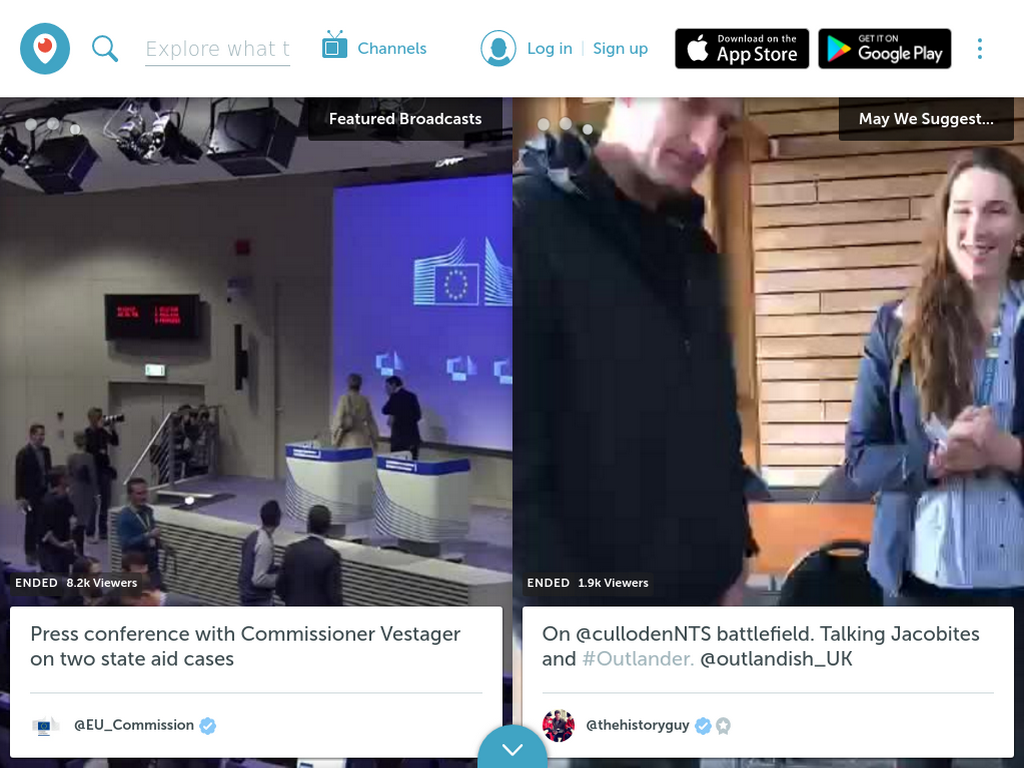 Explore what t
Channels
Log in
Sign up
Download on the
App Store
GET IT ON
Google Play
Featured Broadcasts
ENDED 8.2k Viewers
Press conference with Commissioner Vestager
on two state aid cases
@EU_Commission
May We Suggest...
ENDED 1.9k Viewers
On @cullodenNTS battlefield. Talking Jacobites
and #Outlander. @outlandish_UK
@thehistoryguy